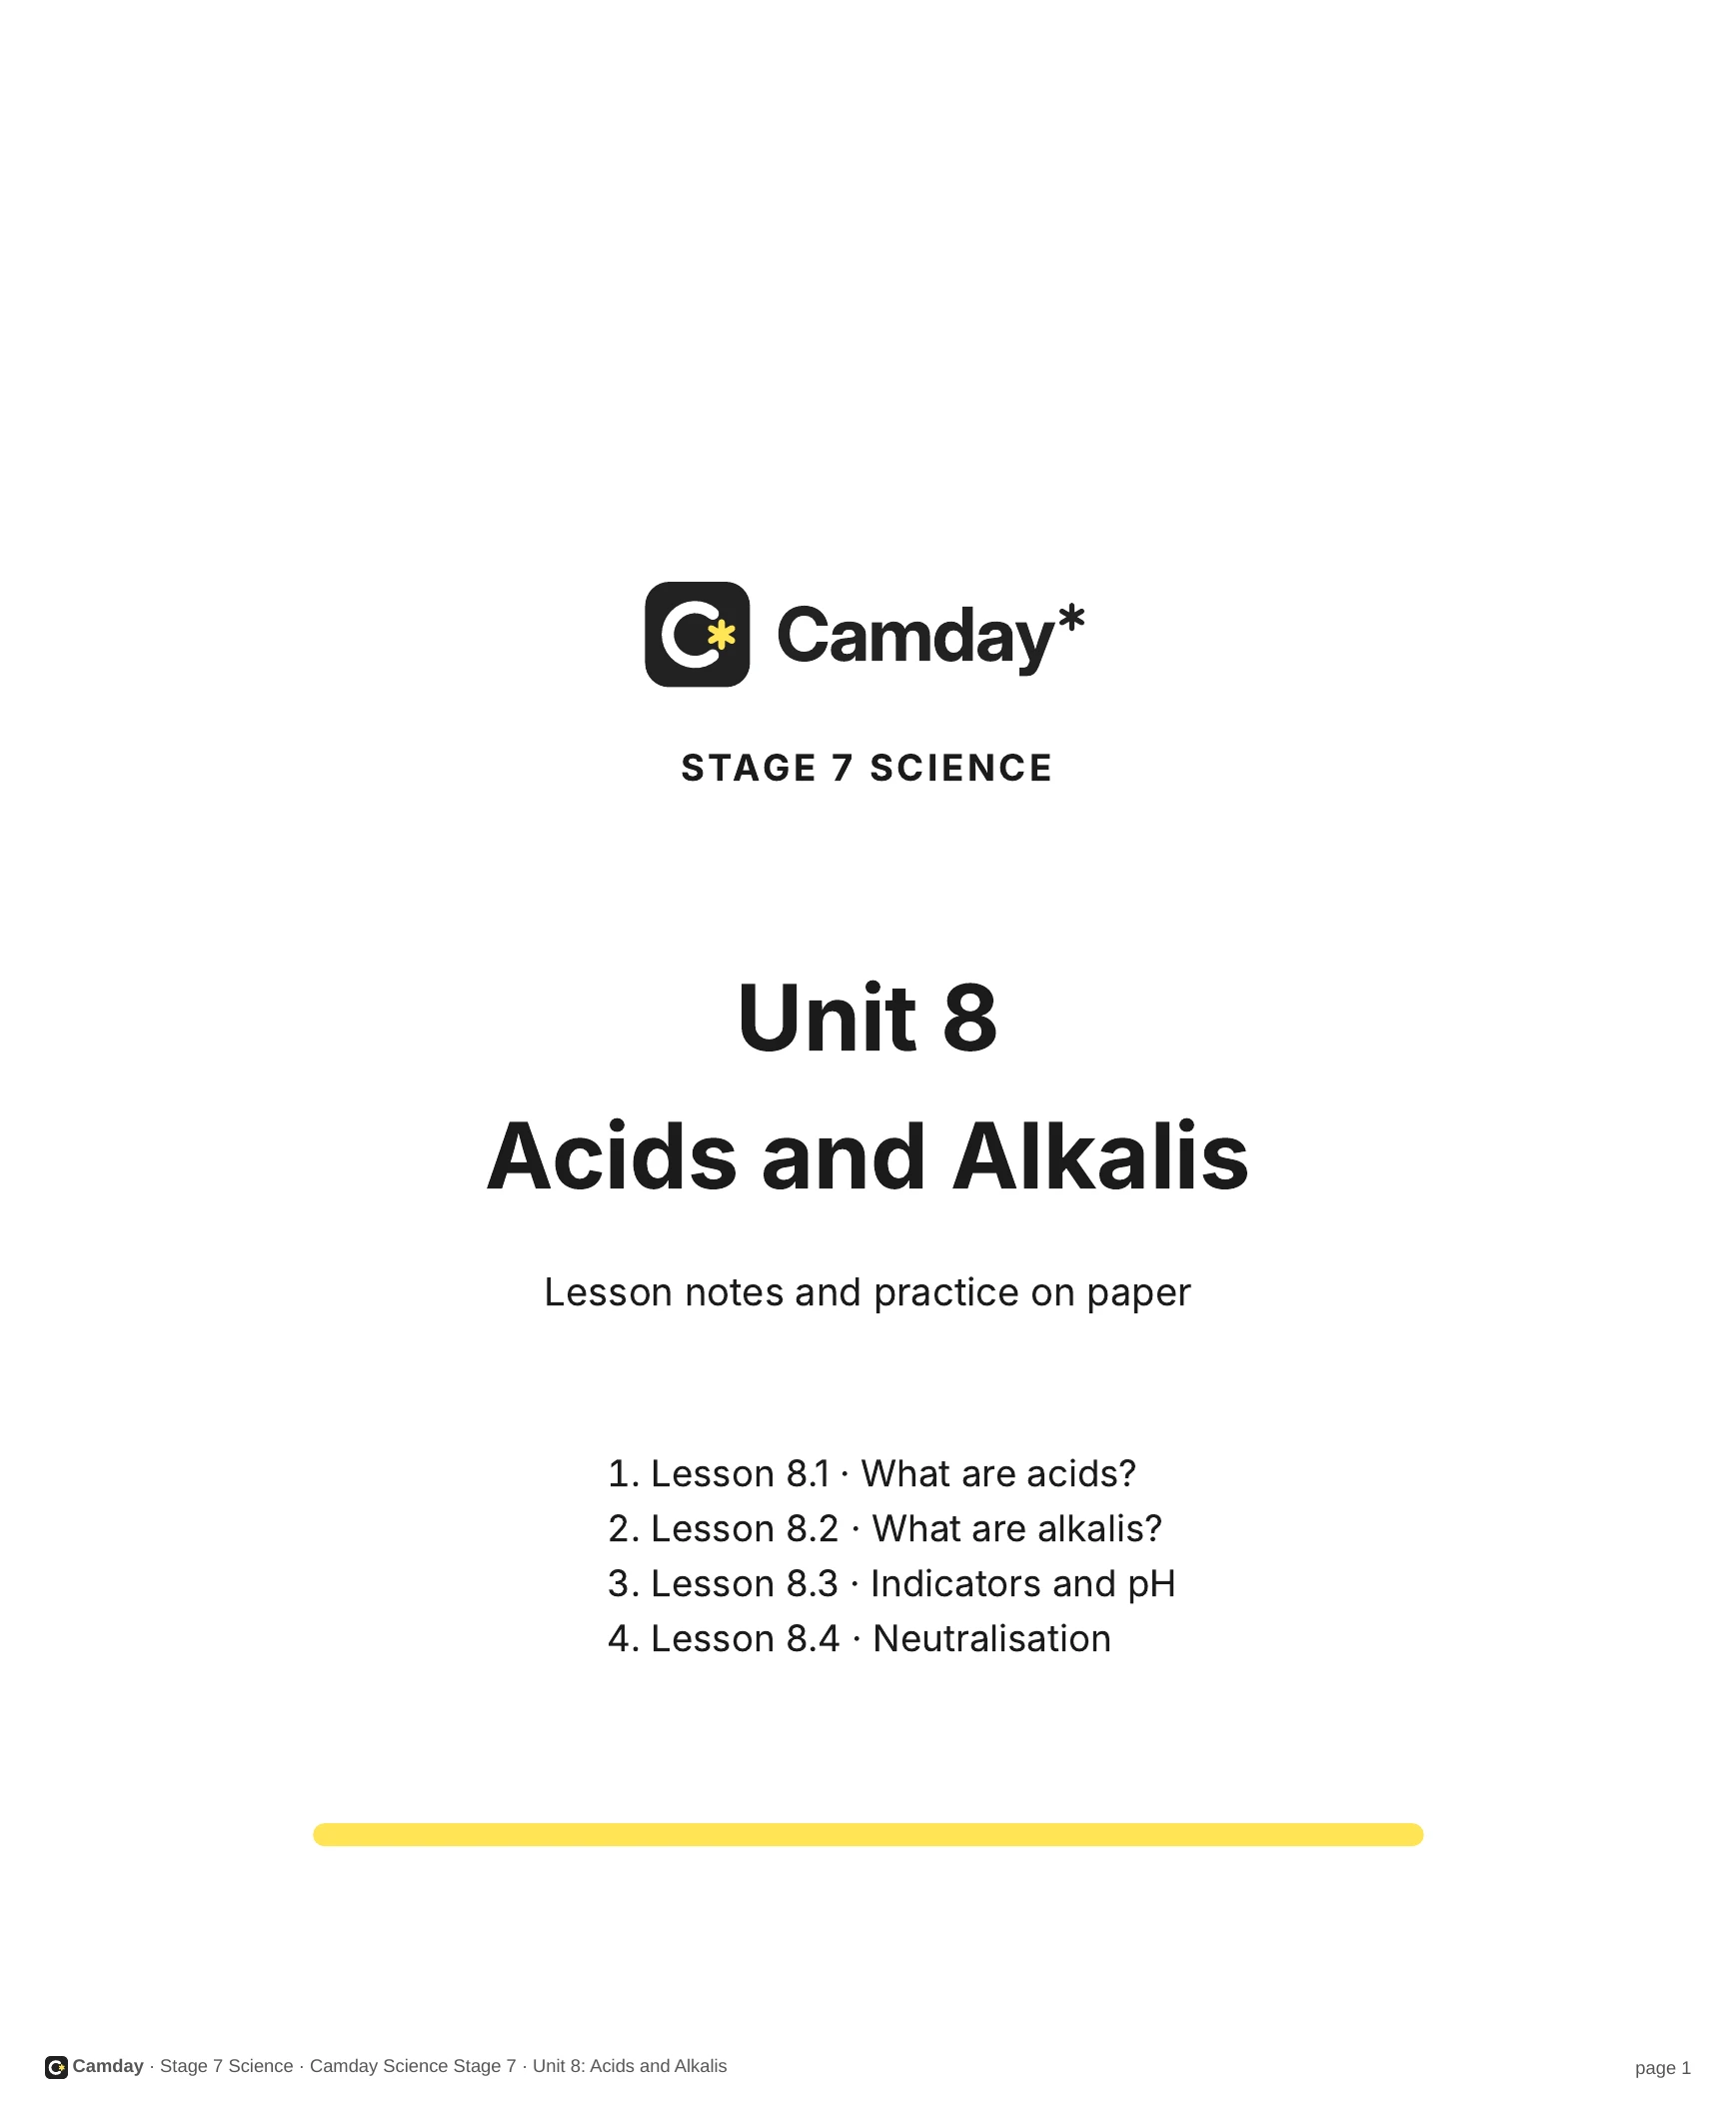 Camday*
STAGE 7 SCIENCE
Unit 8
Acids and Alkalis
Lesson notes and practice on paper
1. Lesson 8.1 · What are acids?
2. Lesson 8.2 · What are alkalis?
3. Lesson 8.3 · Indicators and pH
4. Lesson 8.4 · Neutralisation
Camday · Stage 7 Science · Camday Science Stage 7 · Unit 8: Acids and Alkalis
page 1